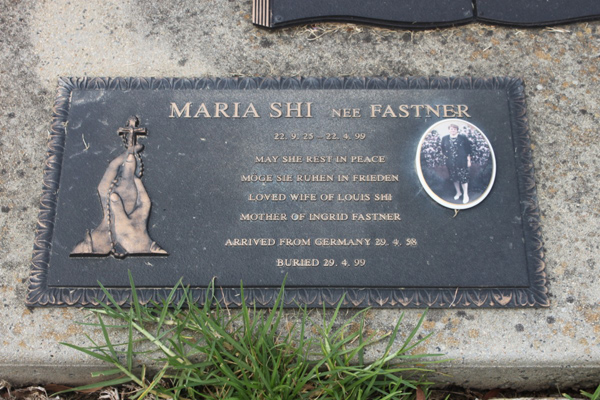 MARIA SHI NEE FASTNER
22. 9. 25 - 22. 4. 99
MAY SHE REST IN PEACE
MÖGE SIE RUHEN IN FRIEDEN
LOVED WIFE OF LOUIS SHI
MOTHER OF INGRID FASTNER
ARRIVED FROM GERMANY 29. 4. 58
BURIED 29. 4. 99